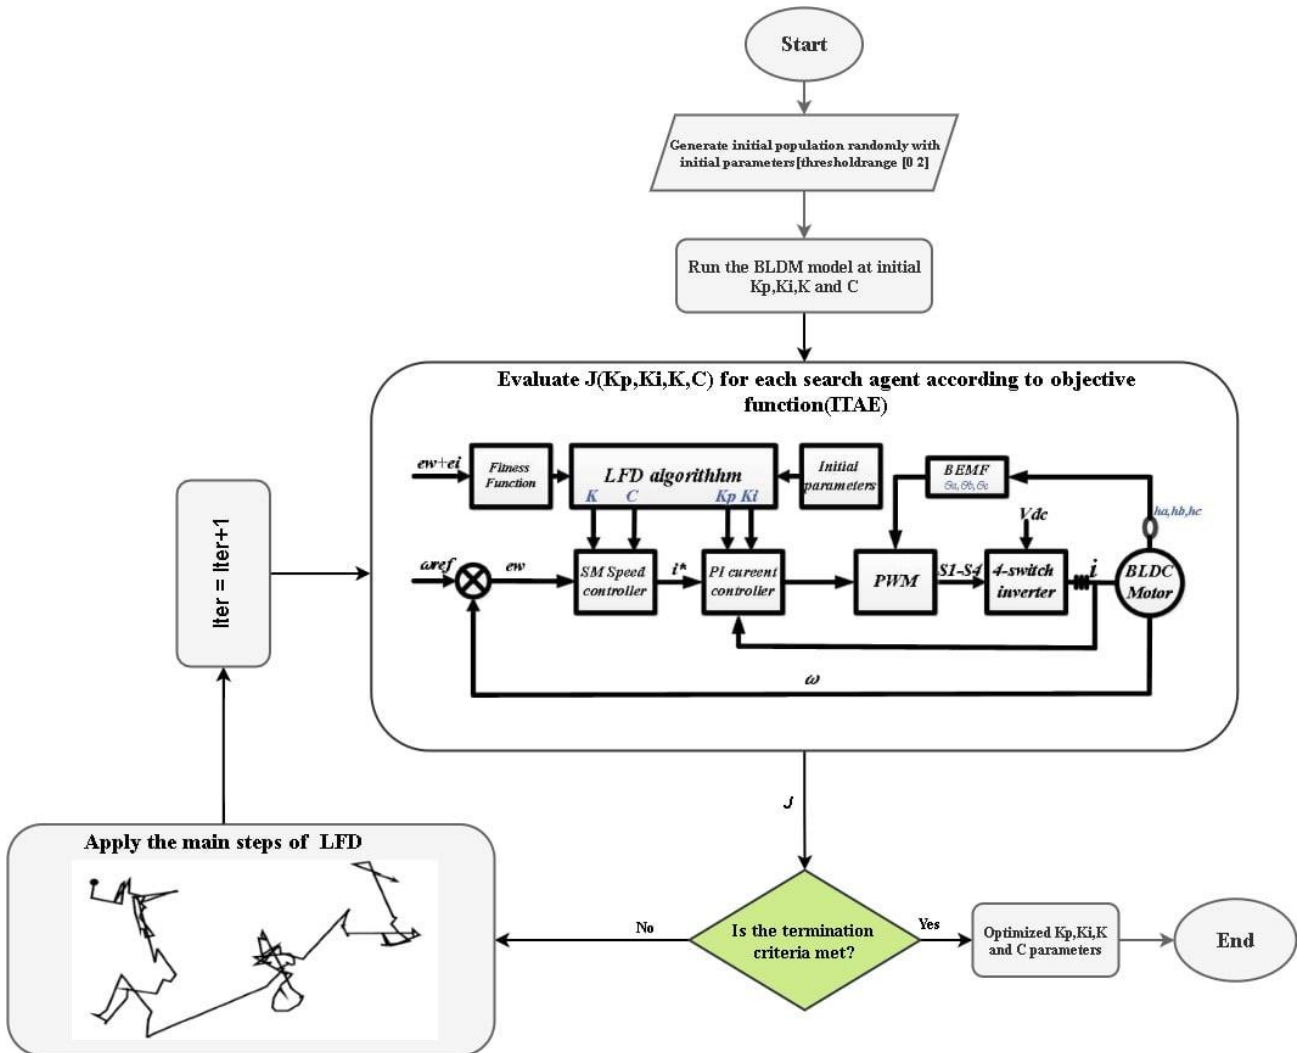 Start
Generate initial population randomly with
initial parameters[thresholdrange [0 2]
Run the BLDM model at initial
Kp,Ki,K and C
Evaluate J(Kp,Ki,K,C) for each search agent according to objective
function(ITAE)
ew+ei
Fitness
Function
LFD algorithhm
K C Kp Ki
Initial
parameters
BEMF
ha,hb,hc
Vdc
ωref
ew
SM Speed
controller
i*
PI cureent
controller
PWM
S1-S4
4-switch
inverter
i
BLDC
Motor
ω
Iter = Iter+1
J
Apply the main steps of LFD
No
Is the termination
criteria met?
Yes
Optimized Kp,Ki,K
and C parameters
End